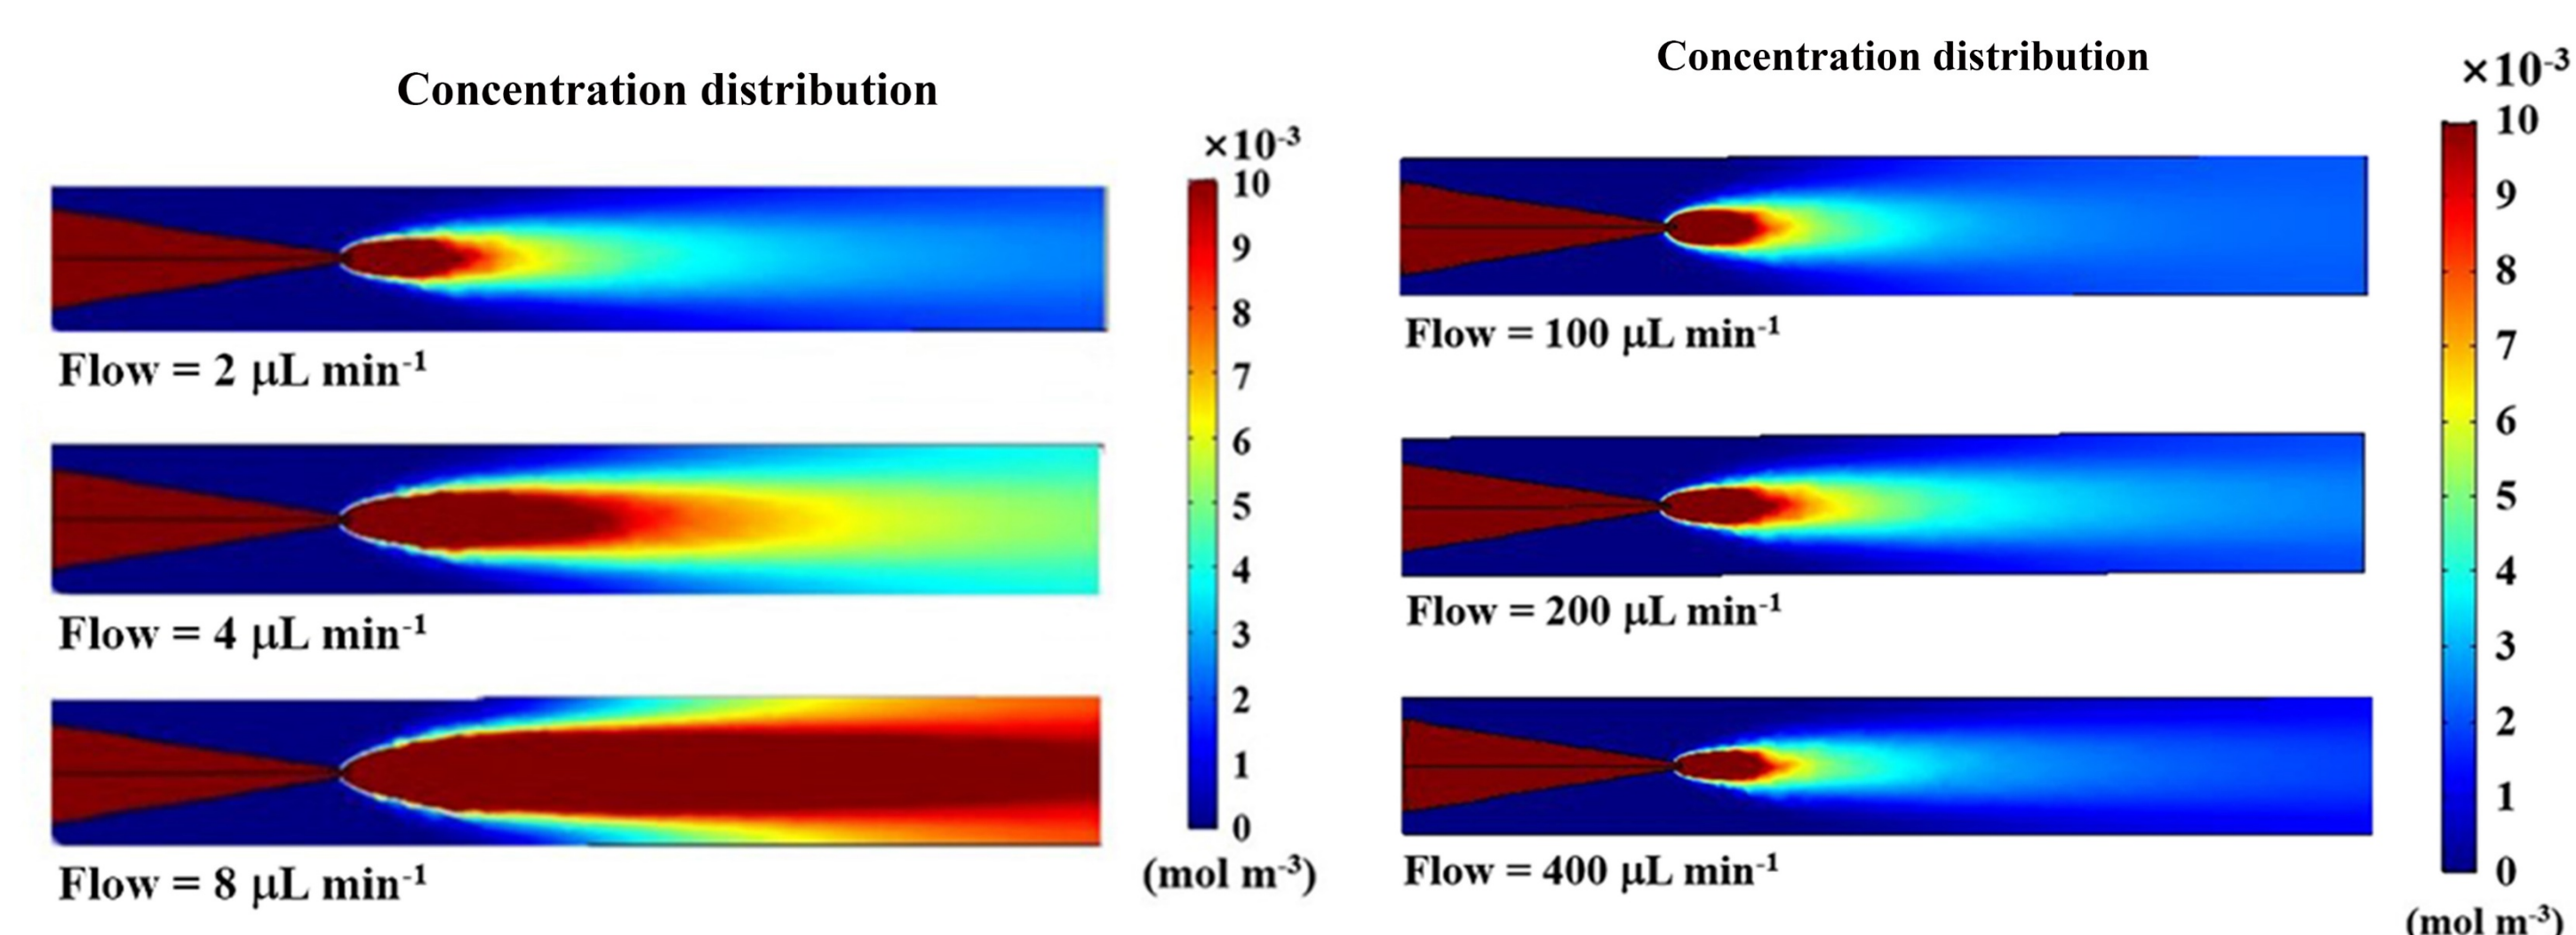 Concentration distribution
×10-3
10
9
8
7
6
5
4
3
2
1
0
(mol m-3)
Flow = 2 μL min-1
Flow = 4 μL min-1
Flow = 8 μL min-1
Concentration distribution
×10-3
10
9
8
7
6
5
4
3
2
1
0
(mol m-3)
Flow = 100 μL min-1
Flow = 200 μL min-1
Flow = 400 μL min-1